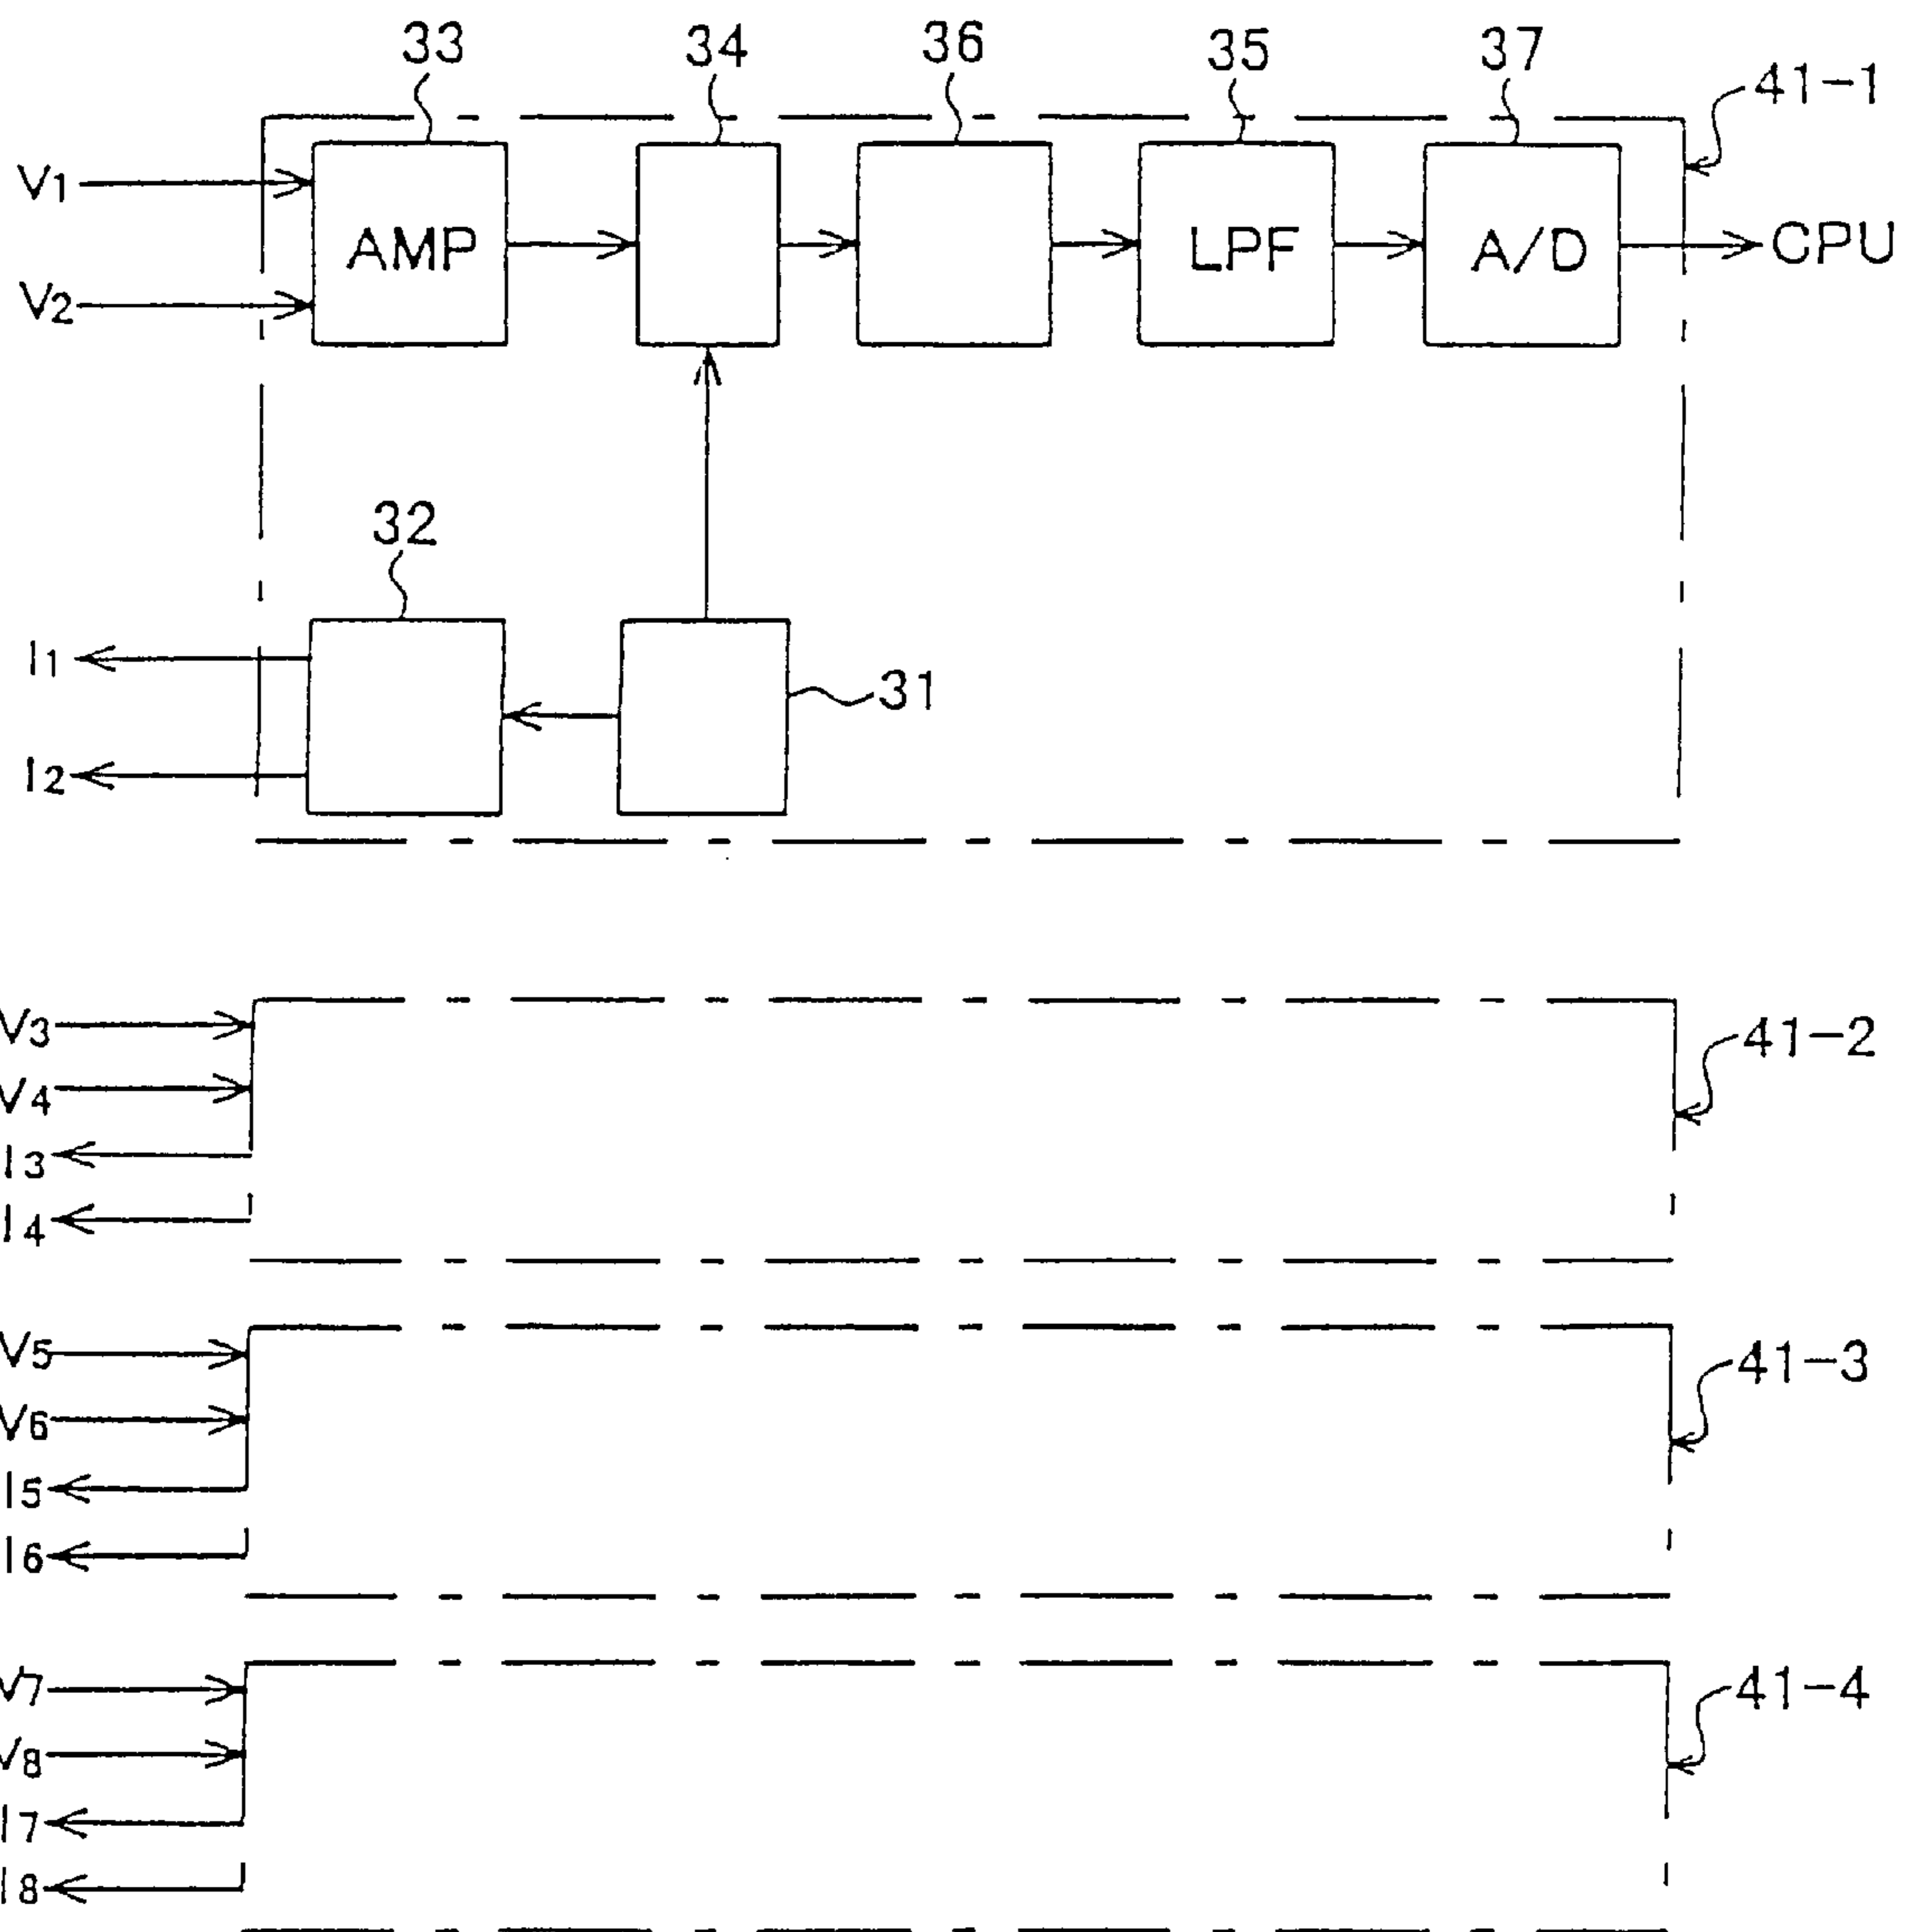 33 34 36 35 37
41-1
V1
AMP LPF A/D CPU
V2
32
I1
31
I2
V3
41-2
V4
I3
I4
V5
41-3
V6
I5
I6
V7
41-4
V8
I7
I8